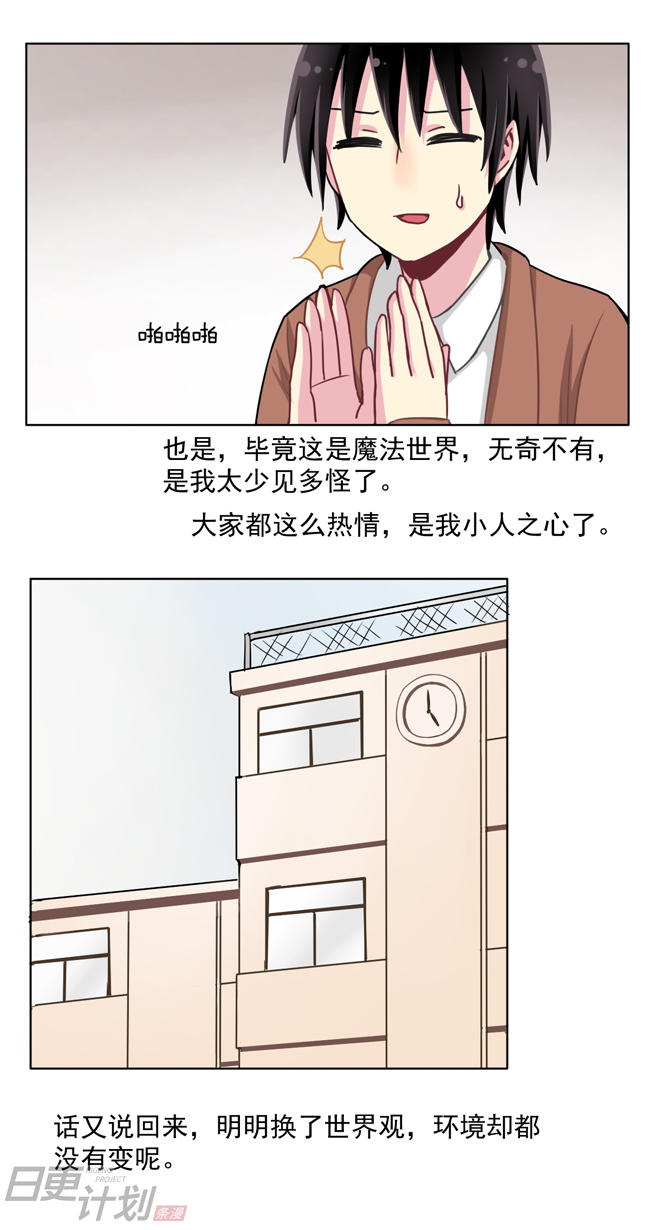 啪啪啪
也是，毕竟这是魔法世界，无奇不有，
是我太少见多怪了。
大家都这么热情，是我小人之心了。
话又说回来，明明换了世界观，环境却都
没有变呢。
日更
PROJECT
计划
条漫